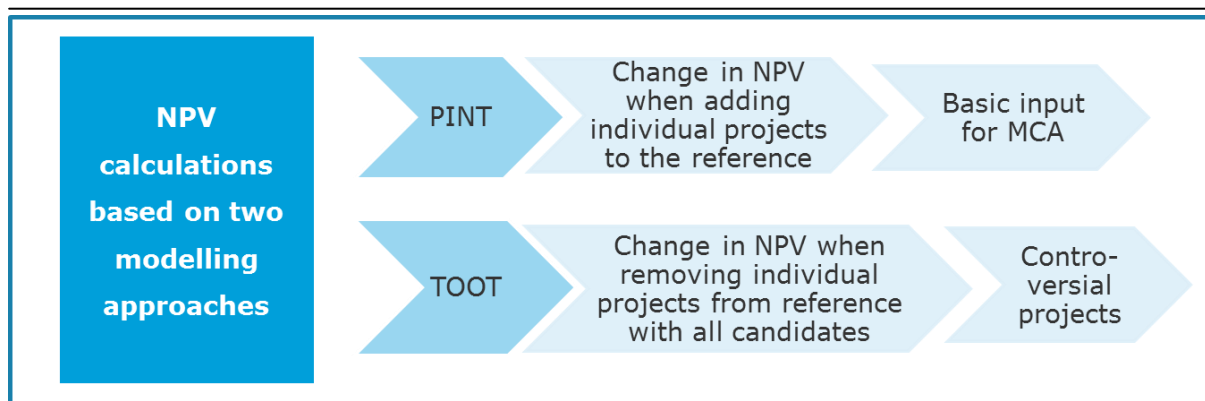 NPV
calculations
based on two
modelling
approaches
PINT
Change in NPV
when adding
individual projects
to the reference
Basic input
for MCA
TOOT
Change in NPV when
removing individual
projects from reference
with all candidates
Contro-
versial
projects